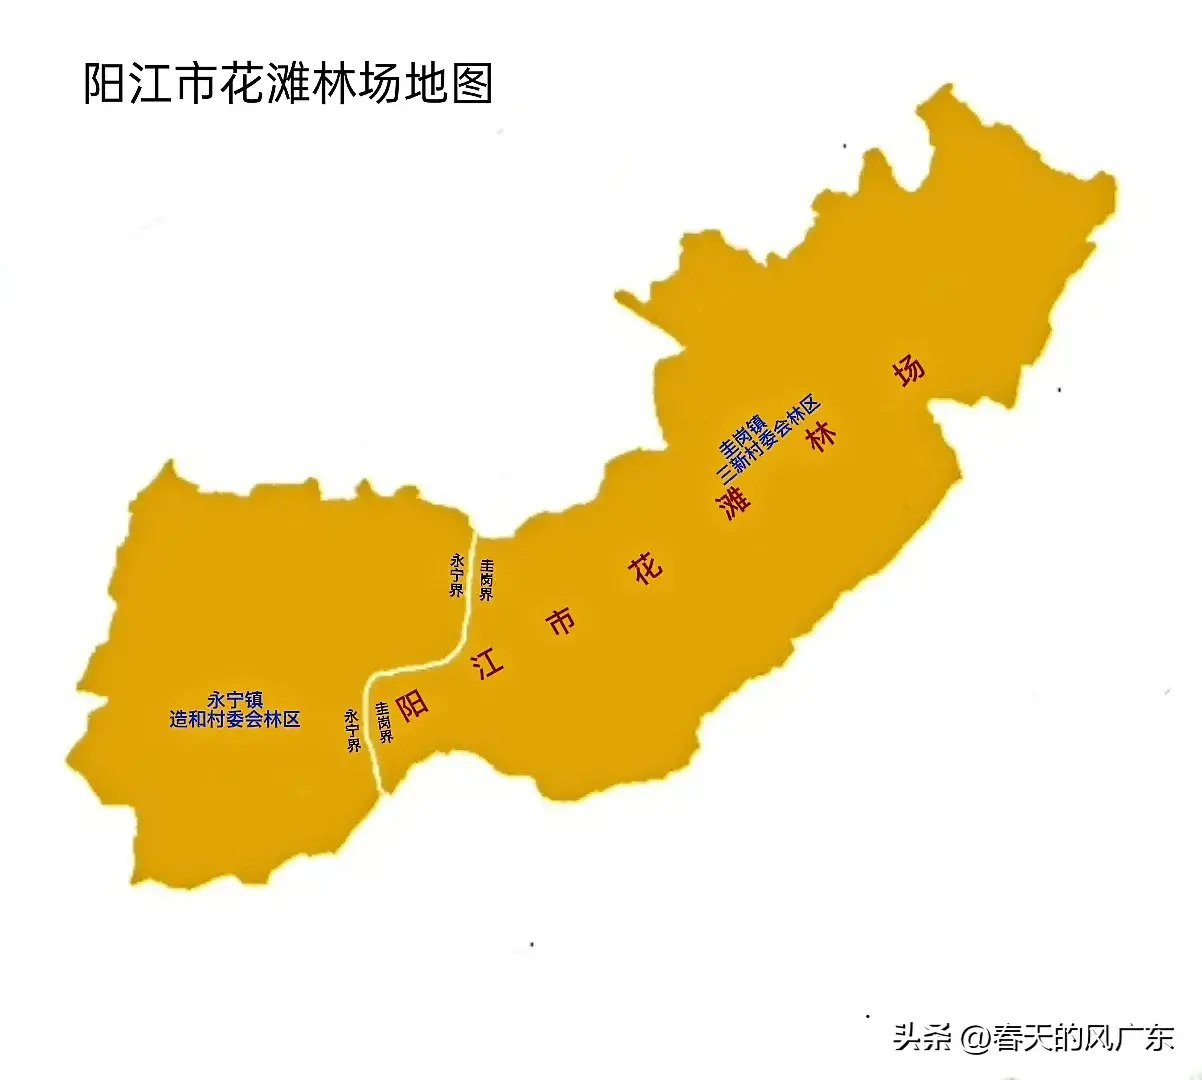 阳江市花滩林场地图
场
林
圭岗镇
三新村委会林区
滩
花
市
江
阳
永宁界
圭岗界
永宁镇
造和村委会林区
永宁界
圭岗界
头条 @春天的风广东